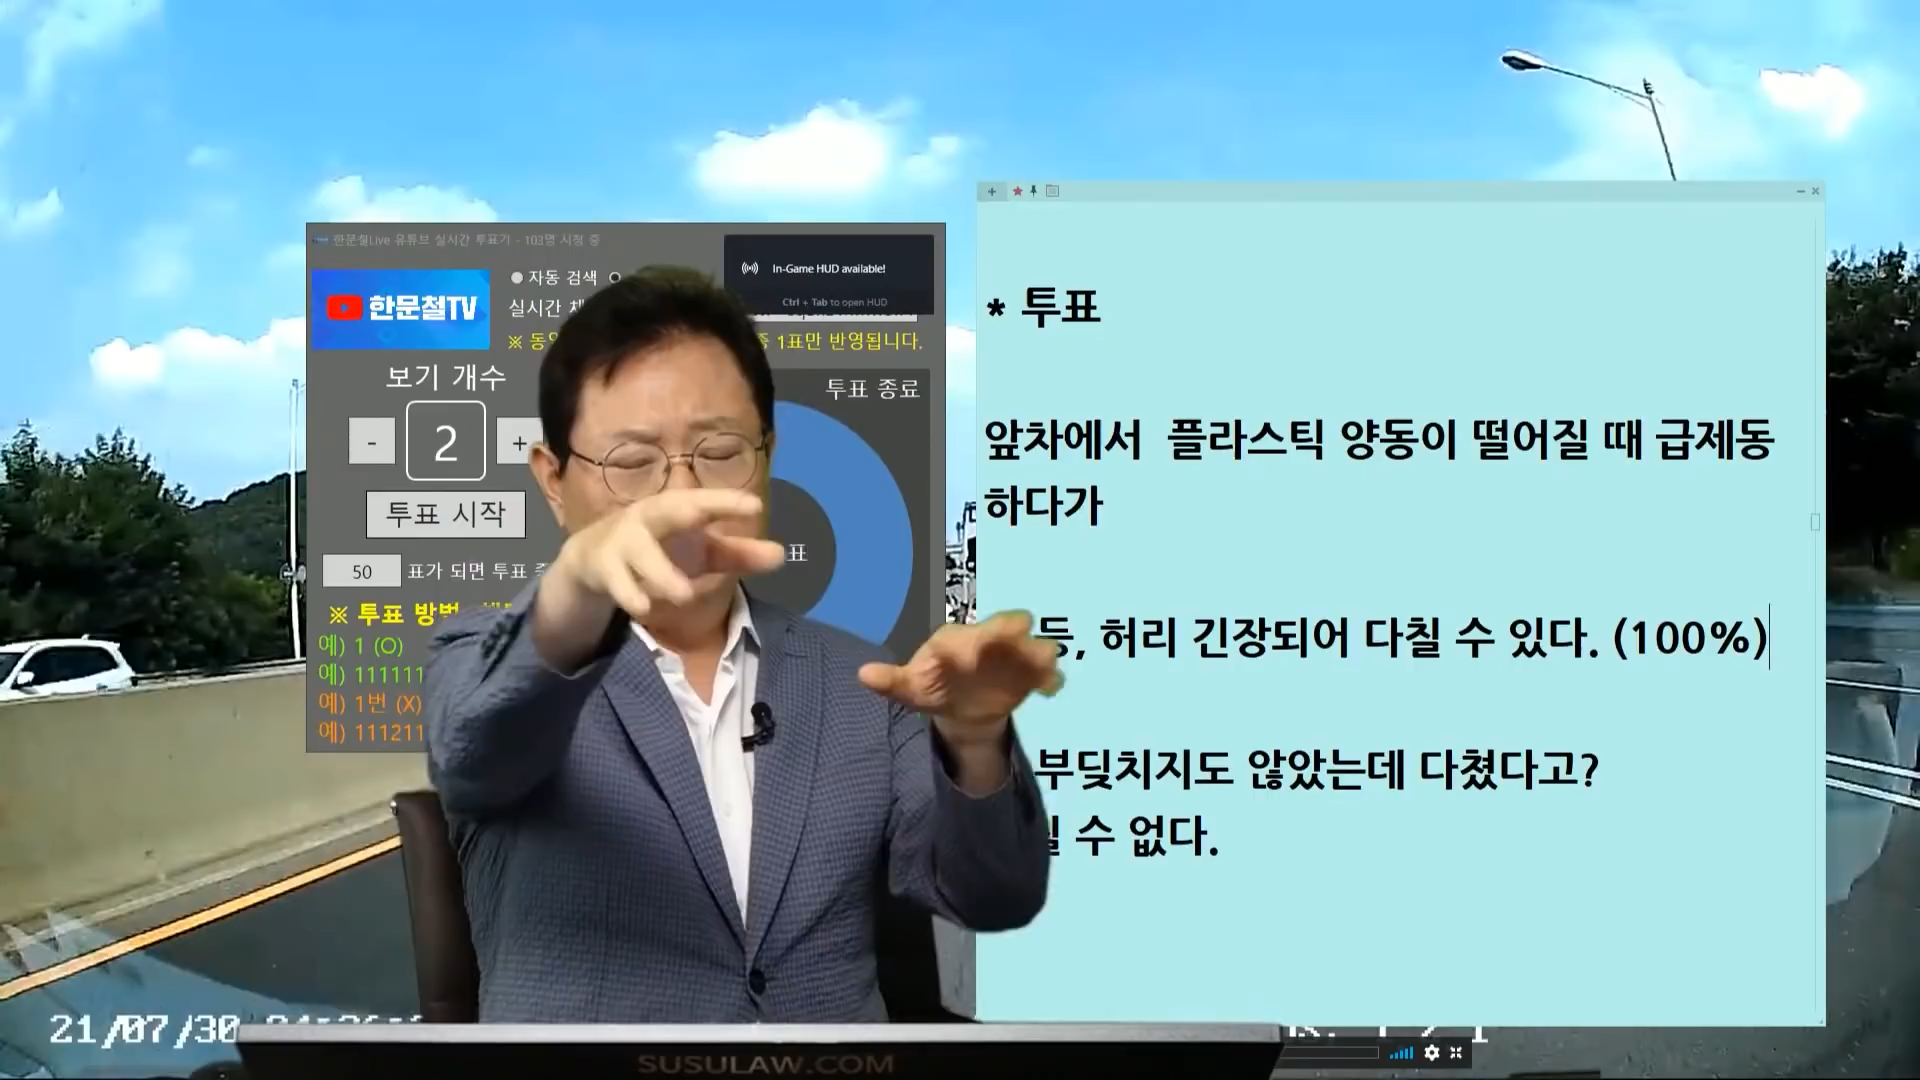 한문철Live 유튜브 실시간 투표기 - 103명 시청 중
한문철TV
자동 검색
실시간
In-Game HUD available!
Ctrl + Tab to open HUD
※ 1표만 반영됩니다.
보기 개수
- 2 +
투표 시작
50 표가 되면 투표
※ 투표 방법
예) 1 (O)
예) 111111
예) 1번 (X)
예) 111211
투표 종료
표
* 투표
앞차에서 플라스틱 양동이 떨어질 때 급제동
하다가
등, 허리 긴장되어 다칠 수 있다. (100%)
부딪치지도 않았는데 다쳤다고?
수 없다.
21/07/30
SUSULAW.COM